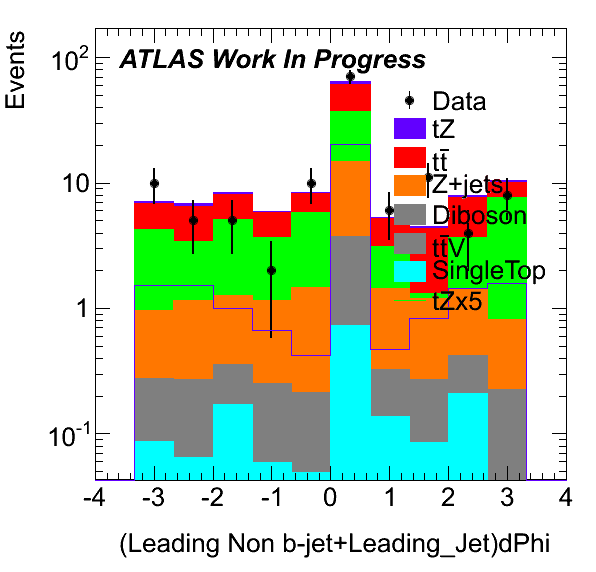 Events
ATLAS Work In Progress
Data
tZ
tt̄
Z+jets
Diboson
tt̄V
SingleTop
tZx5
10²
10
1
10⁻¹
-4 -3 -2 -1 0 1 2 3 4
(Leading Non b-jet+Leading_Jet)dPhi